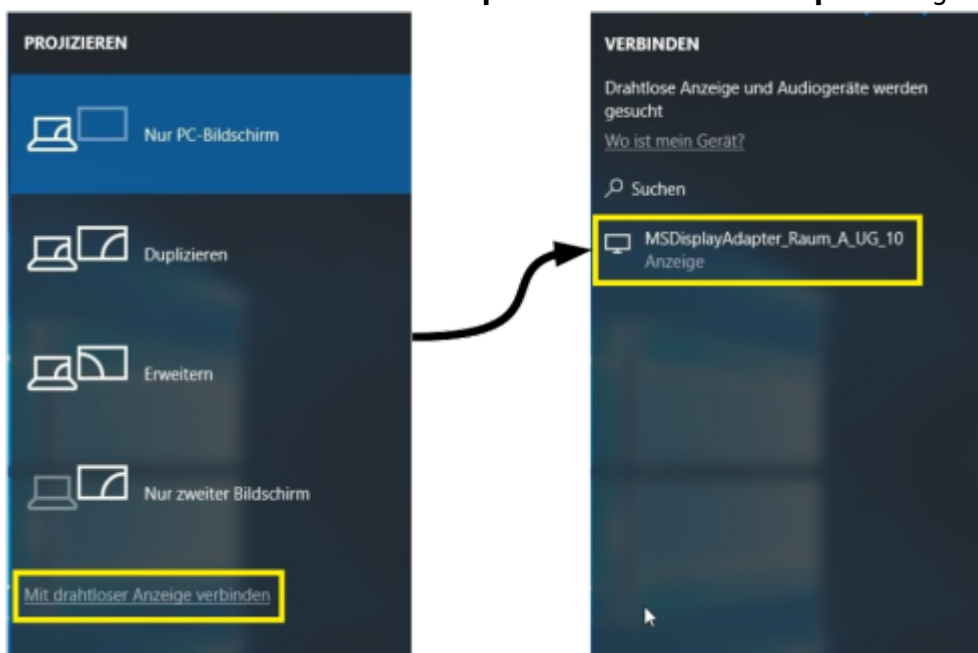 PROJIZIEREN
Nur PC-Bildschirm
Duplizieren
Erweitern
Nur zweiter Bildschirm
Mit drahtloser Anzeige verbinden
VERBINDEN
Drahtlose Anzeige und Audiogeräte werden
gesucht
Wo ist mein Gerät?
Suchen
MSDisplayAdapter_Raum_A_UG_10
Anzeige